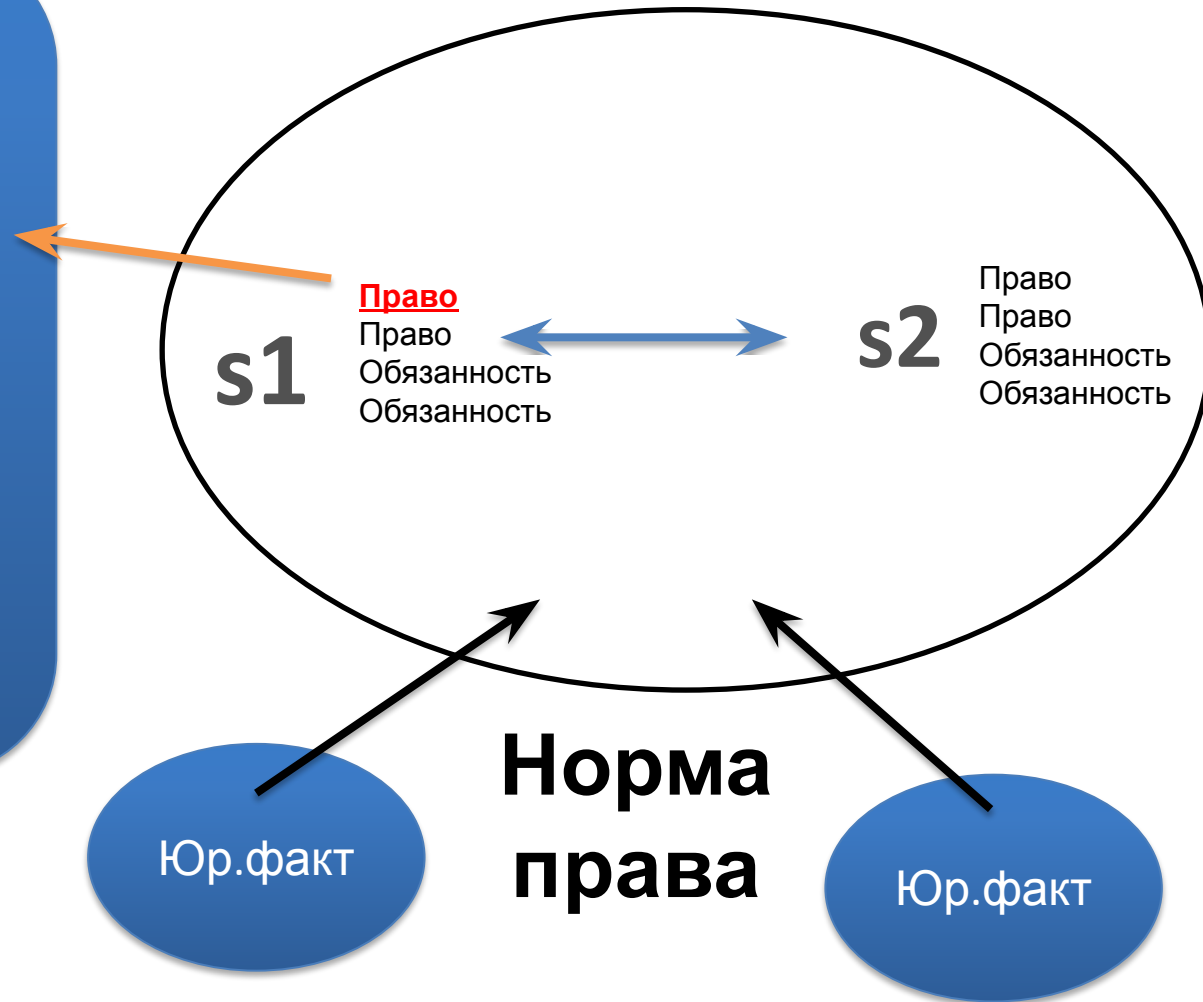 s1
Право
Право
Обязанность
Обязанность
s2
Право
Право
Обязанность
Обязанность
Норма
права
Юр.факт
Юр.факт